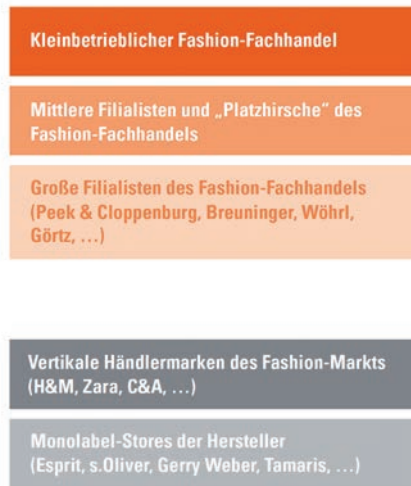 Kleinbetrieblicher Fashion-Fachhandel
Mittlere Filialisten und „Platzhirsche“ des
Fashion-Fachhandels
Große Filialisten des Fashion-Fachhandels
(Peek & Cloppenburg, Breuninger, Wöhrl,
Görtz, …)
Vertikale Händlermarken des Fashion-Markts
(H&M, Zara, C&A, …)
Monolabel-Stores der Hersteller
(Esprit, s.Oliver, Gerry Weber, Tamaris, …)